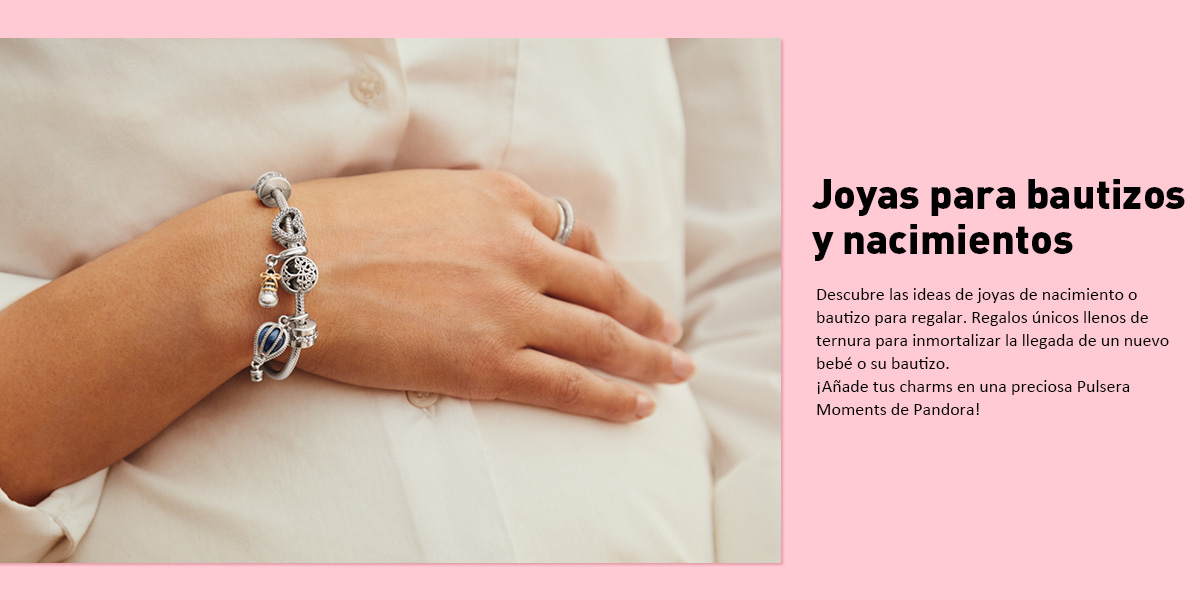 Joyas para bautizos
y nacimientos
Descubre las ideas de joyas de nacimiento o
bautizo para regalar. Regalos únicos llenos de
ternura para inmortalizar la llegada de un nuevo
bebé o su bautizo.
¡Añade tus charms en una preciosa Pulsera
Moments de Pandora!